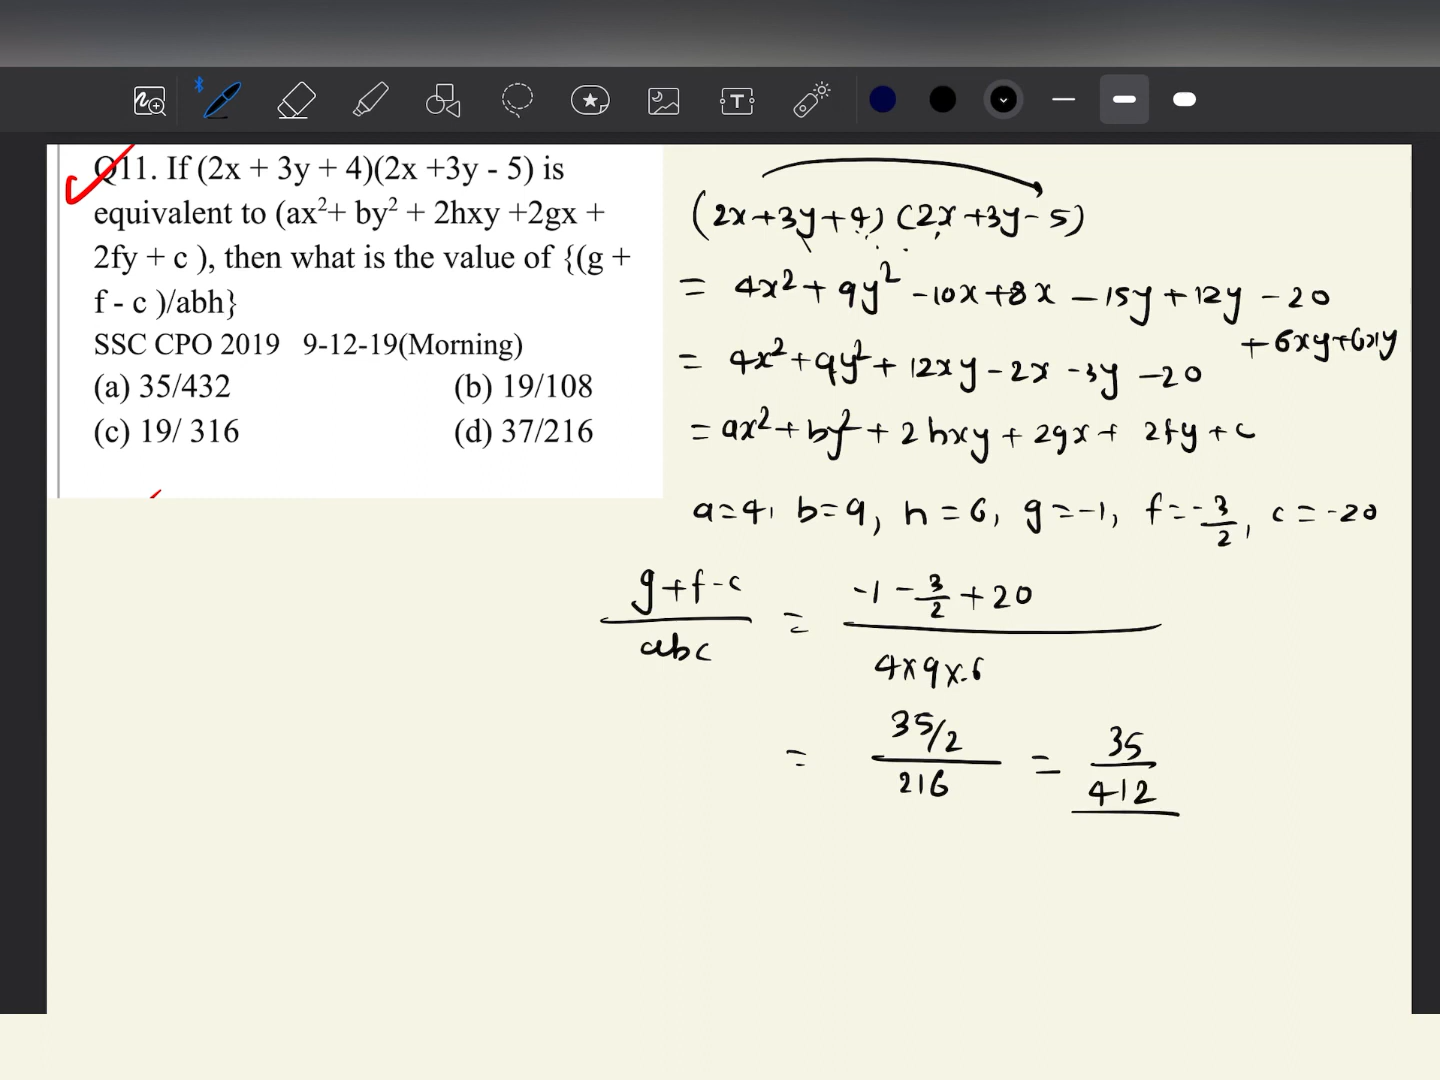 Q11. If (2x + 3y + 4)(2x +3y - 5) is
equivalent to (ax²+ by² + 2hxy +2gx +
2fy + c ), then what is the value of {(g +
f - c )/abh}
SSC CPO 2019 9-12-19(Morning)
(a) 35/432 (b) 19/108
(c) 19/ 316 (d) 37/216
(2x+3y+4) (2x+3y-5)
= 4x²+9y² -10x+8x -15y+12y -20
+6xy+6xy
= 4x²+9y²+12xy-2x -3y -20
= ax²+by²+2hxy+2gx+ 2fy+c
a=4, b=9, h=6, g=-1, f=-3/2, c=-20
g+f-c / abc = -1 - 3/2 +20 / 4×9×6
= 35/2 / 216 = 35/412